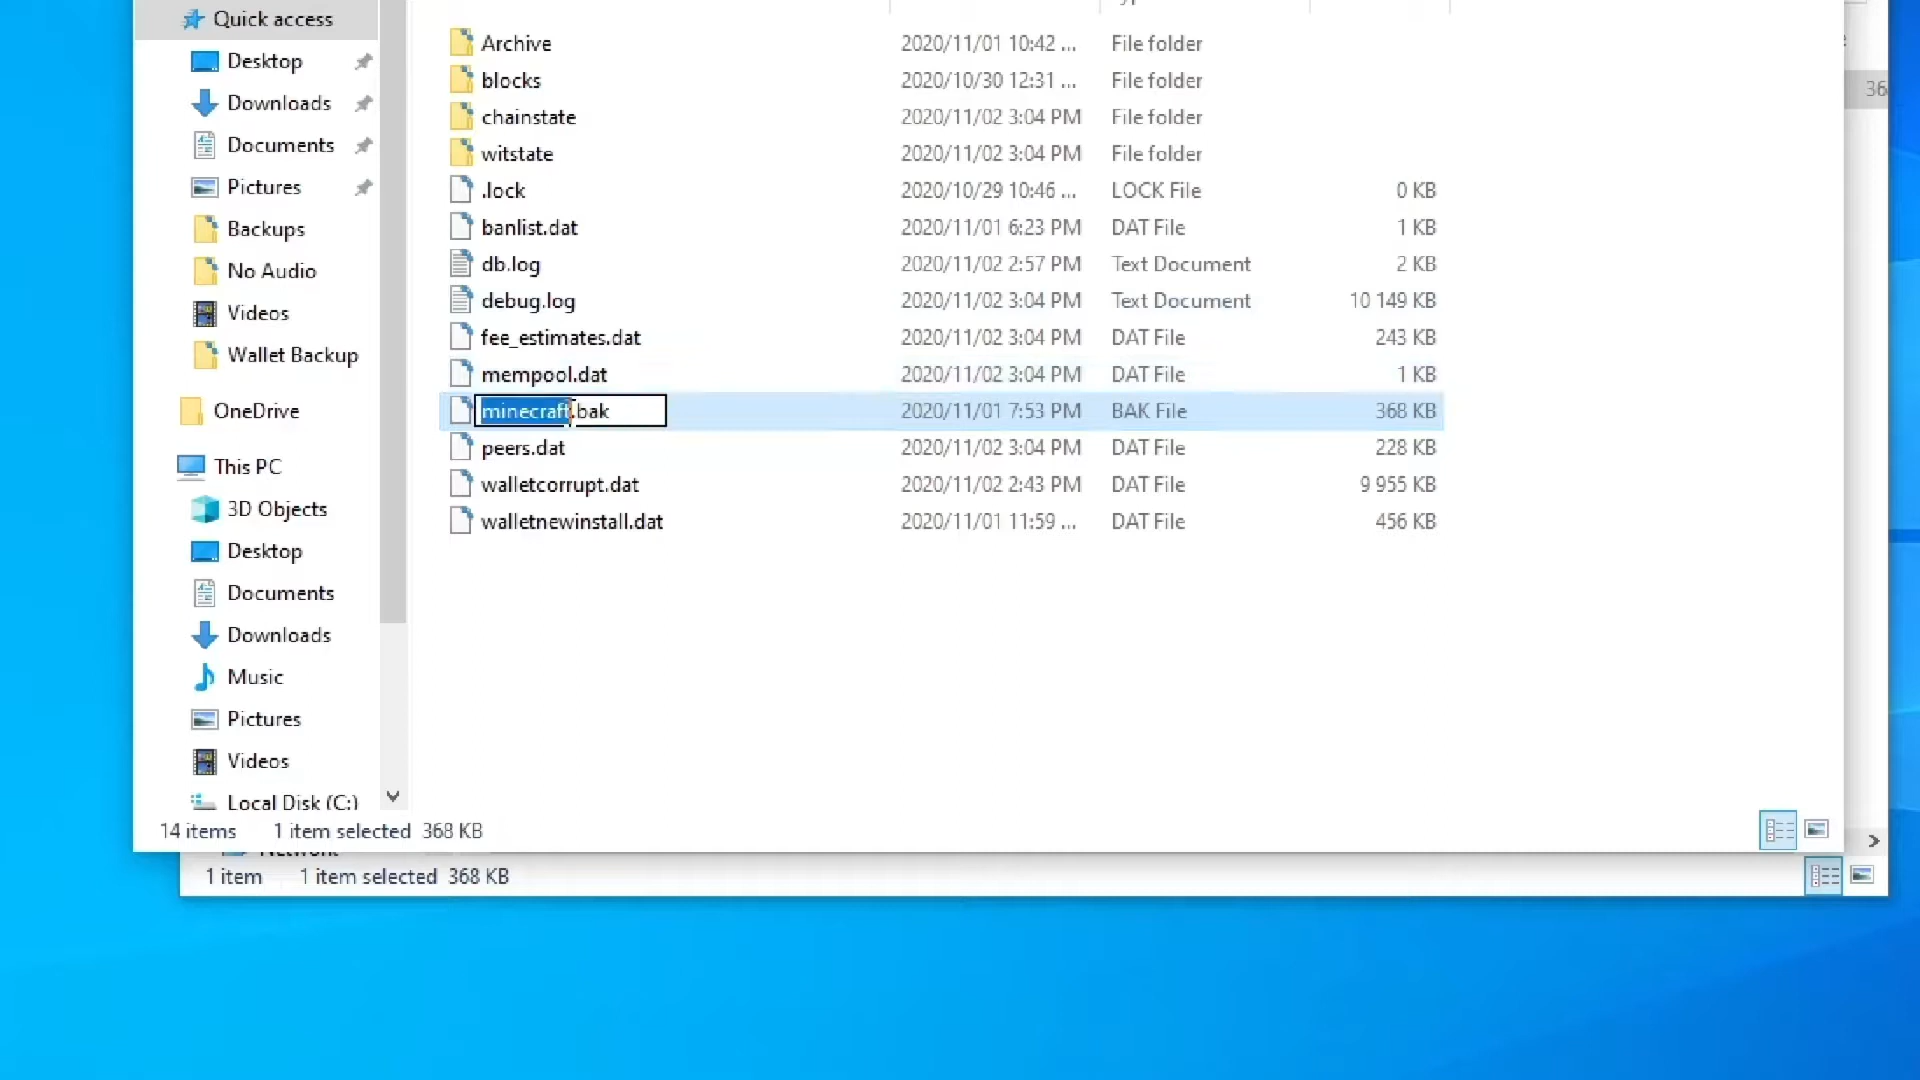 Quick access
Desktop
Downloads
Documents
Pictures
Backups
No Audio
Videos
Wallet Backup
OneDrive
This PC
3D Objects
Desktop
Documents
Downloads
Music
Pictures
Videos
Local Disk (C:)
Archive 2020/11/01 10:42 ... File folder
blocks 2020/10/30 12:31 ... File folder
chainstate 2020/11/02 3:04 PM File folder
witstate 2020/11/02 3:04 PM File folder
.lock 2020/10/29 10:46 ... LOCK File 0 KB
banlist.dat 2020/11/01 6:23 PM DAT File 1 KB
db.log 2020/11/02 2:57 PM Text Document 2 KB
debug.log 2020/11/02 3:04 PM Text Document 10 149 KB
fee_estimates.dat 2020/11/02 3:04 PM DAT File 243 KB
mempool.dat 2020/11/02 3:04 PM DAT File 1 KB
minecraft.bak 2020/11/01 7:53 PM BAK File 368 KB
peers.dat 2020/11/02 3:04 PM DAT File 228 KB
walletcorrupt.dat 2020/11/02 2:43 PM DAT File 9 955 KB
walletnewinstall.dat 2020/11/01 11:59 ... DAT File 456 KB
36
14 items 1 item selected 368 KB
Network
1 item 1 item selected 368 KB